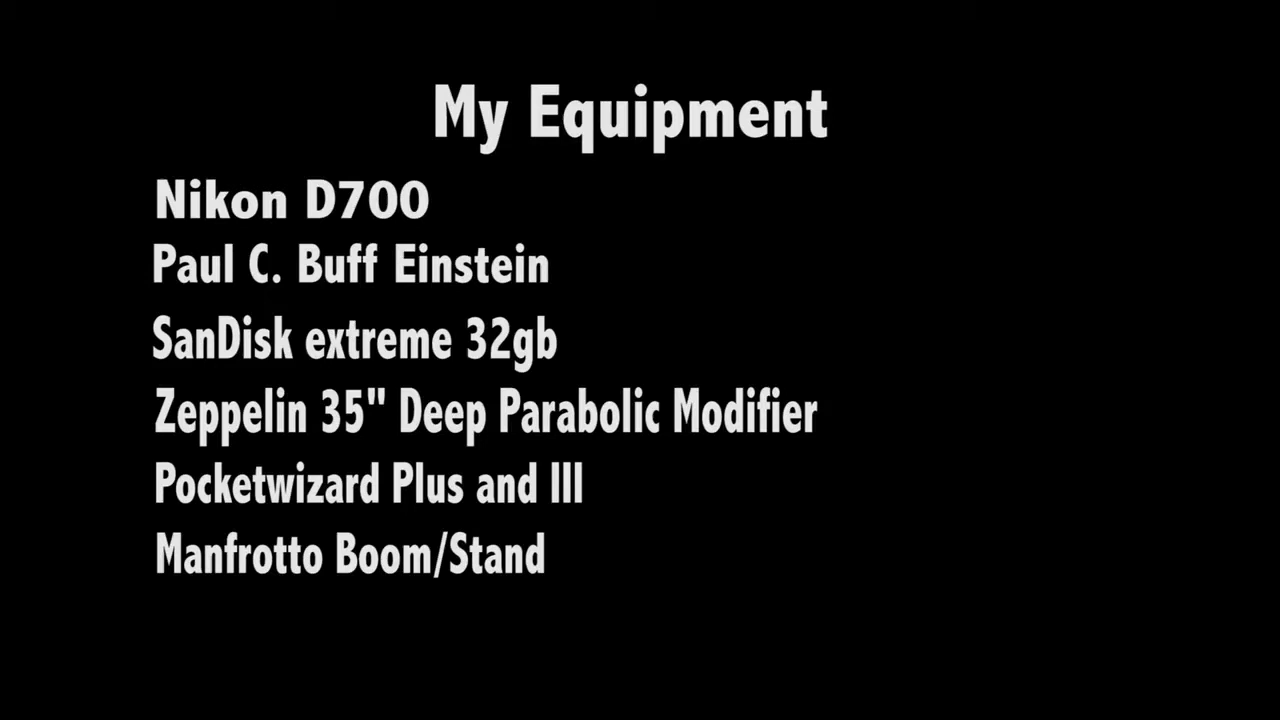 My Equipment
Nikon D700
Paul C. Buff Einstein
SanDisk extreme 32gb
Zeppelin 35" Deep Parabolic Modifier
Pocketwizard Plus and III
Manfrotto Boom/Stand